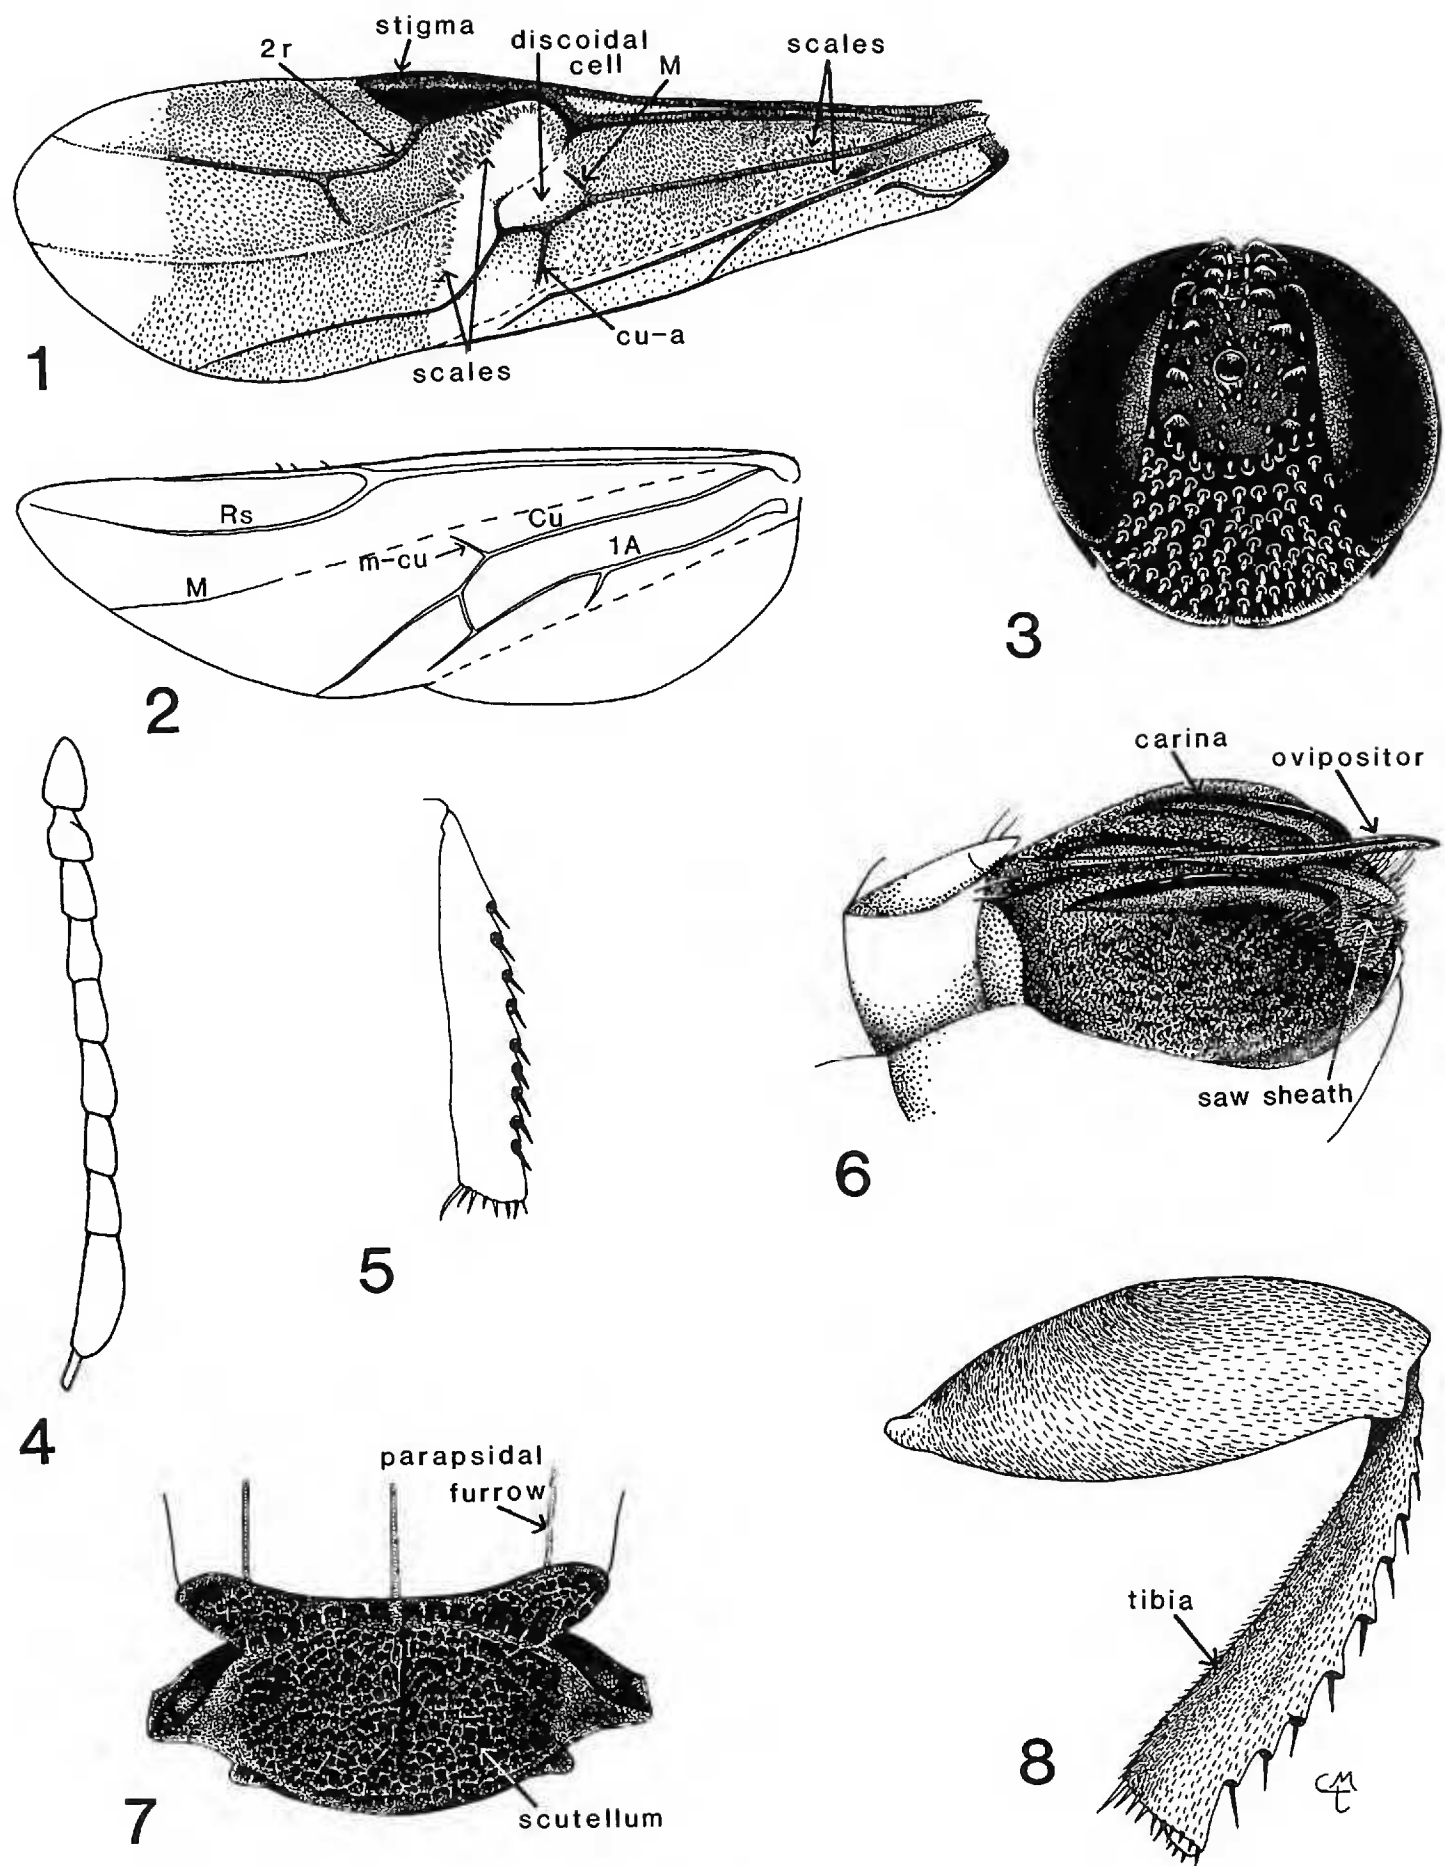 stigma
2r
discoidal
cell
M
scales
cu-a
scales
1
Rs
Cu
1A
m-cu
M
2
3
4
5
carina
ovipositor
saw sheath
6
parapsidal
furrow
scutellum
7
tibia
8